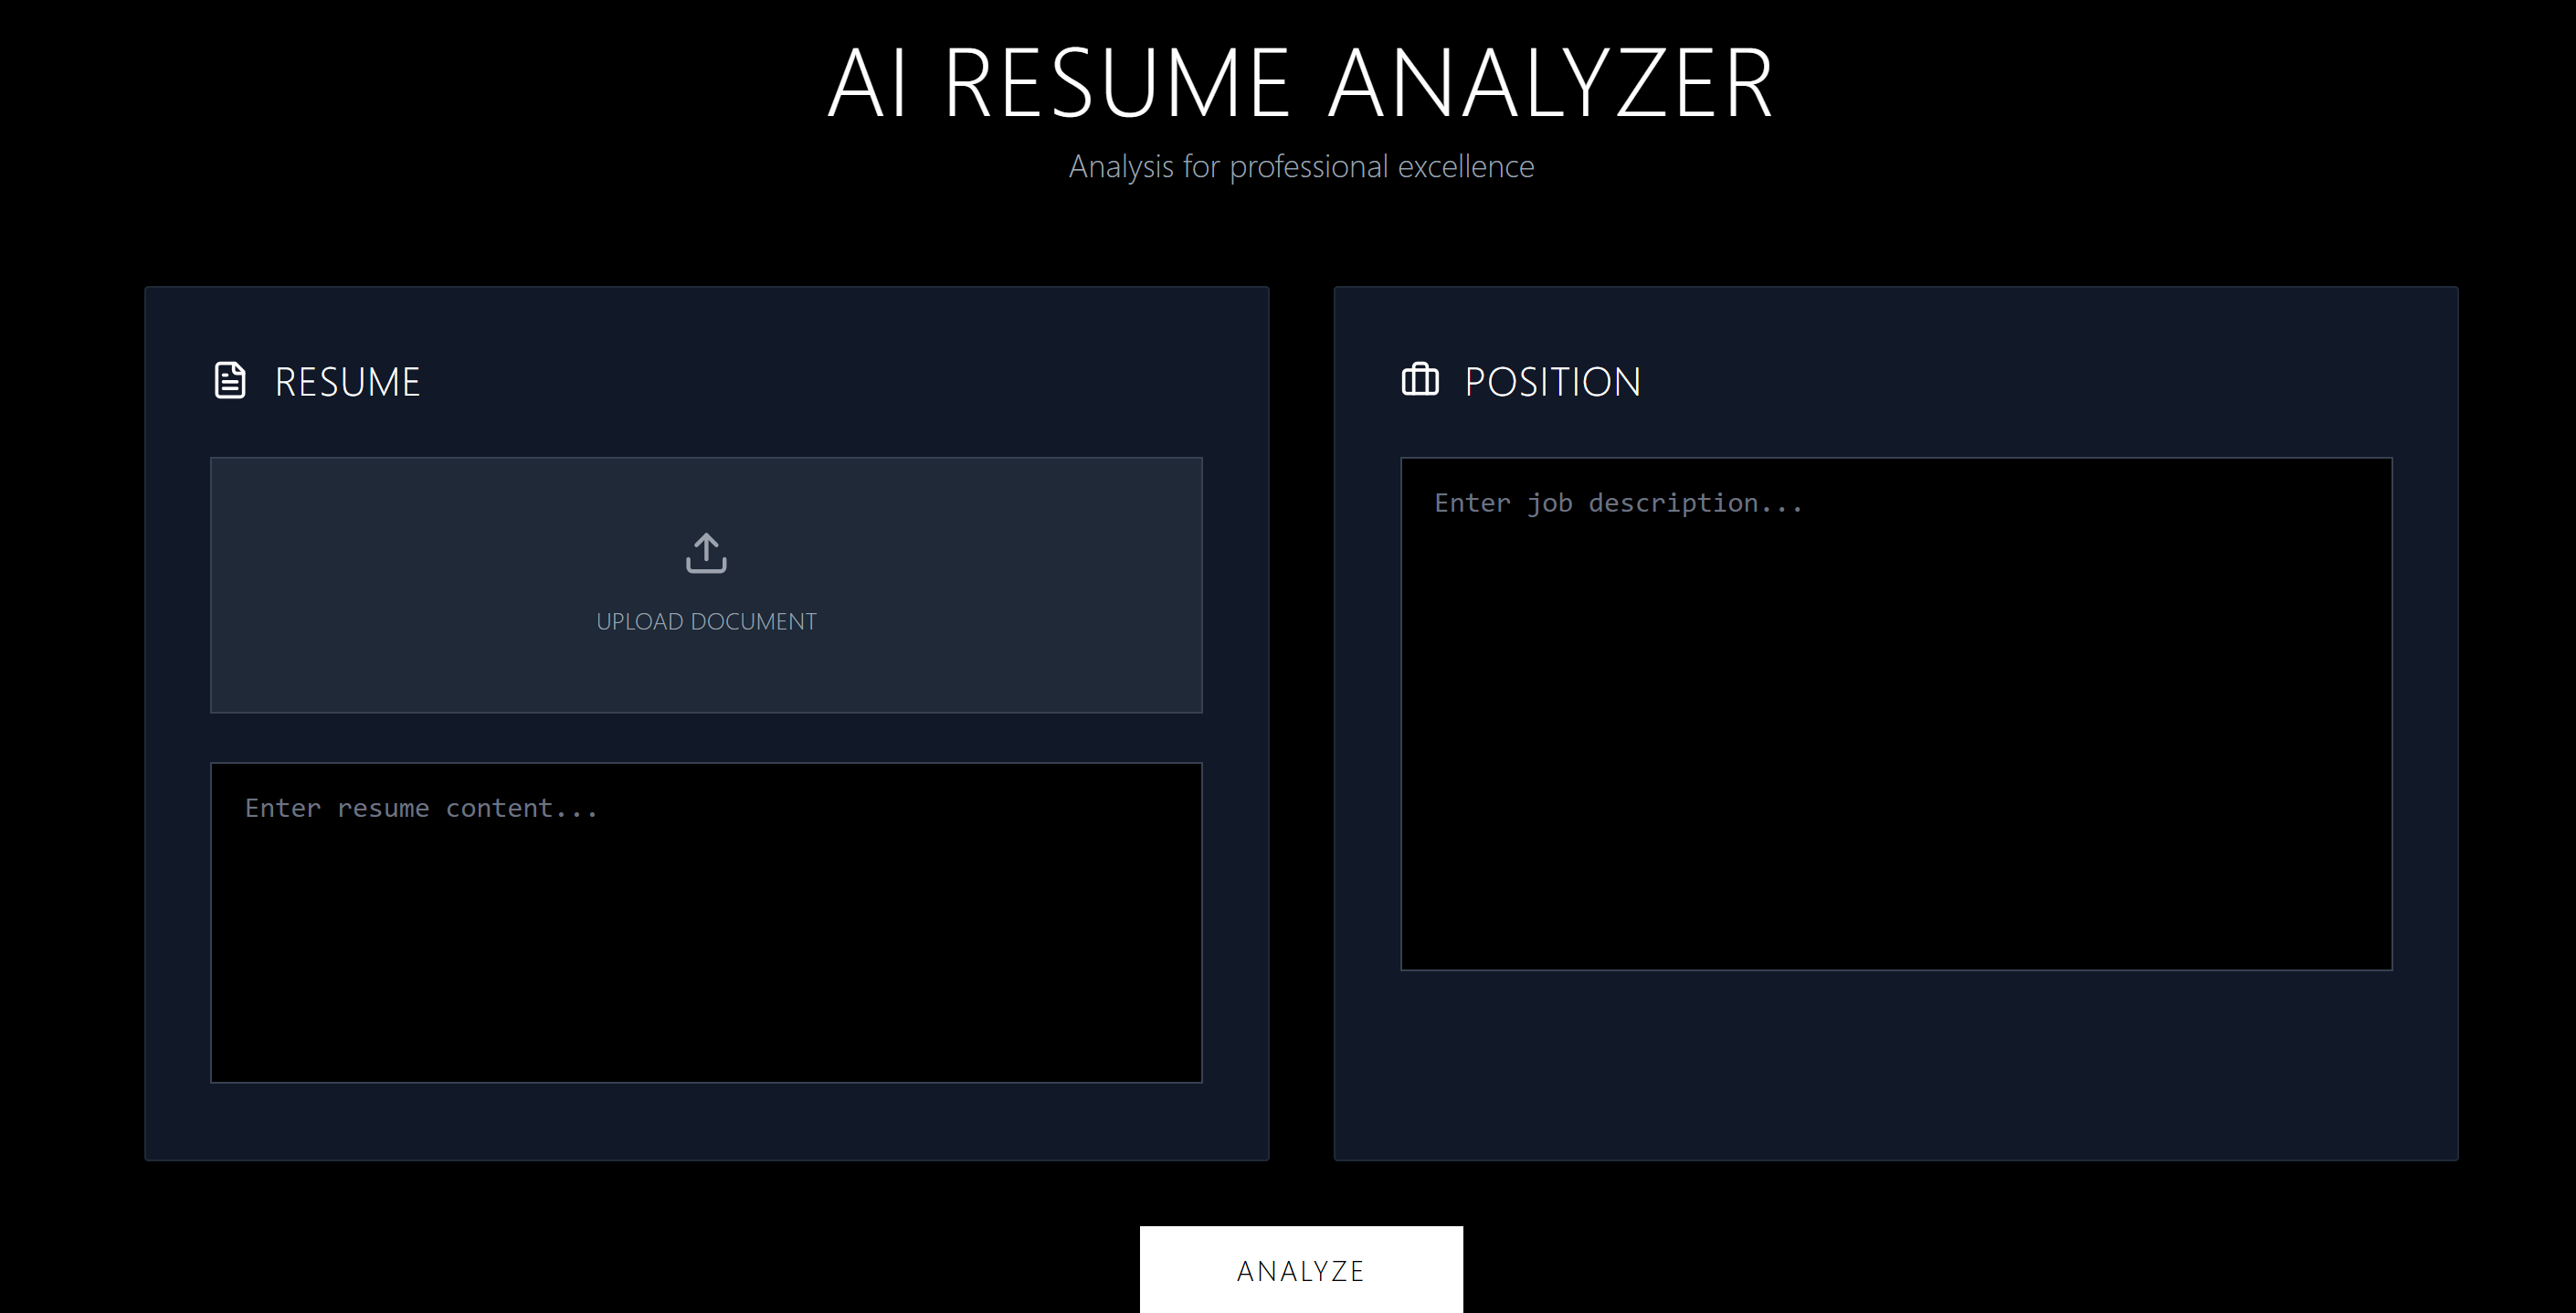 AI RESUME ANALYZER
Analysis for professional excellence
RESUME
UPLOAD DOCUMENT
Enter resume content...
POSITION
Enter job description...
ANALYZE